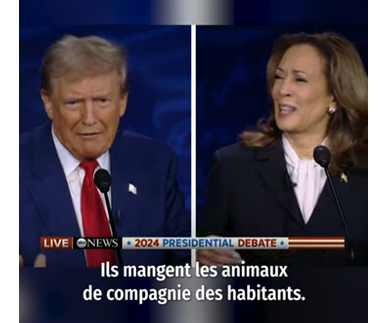 LIVE abc NEWS ★ 2024 PRESIDENTIAL DEBATE ★
Ils mangent les animaux
de compagnie des habitants.